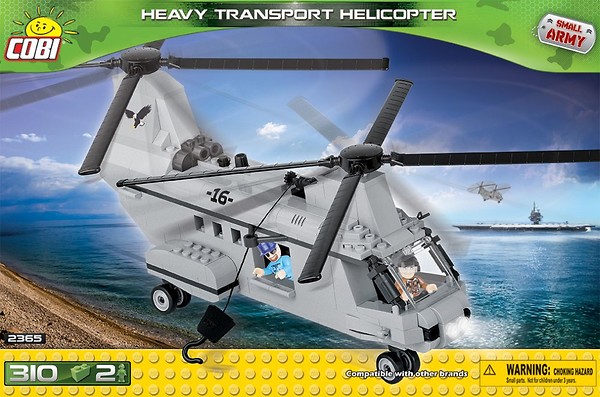 HEAVY TRANSPORT HELICOPTER
COBI
SMALL
ARMY
-16-
2365
310 2
Compatible with other brands
WARNING: CHOKING HAZARD
Small parts. Not for children under 3 years.